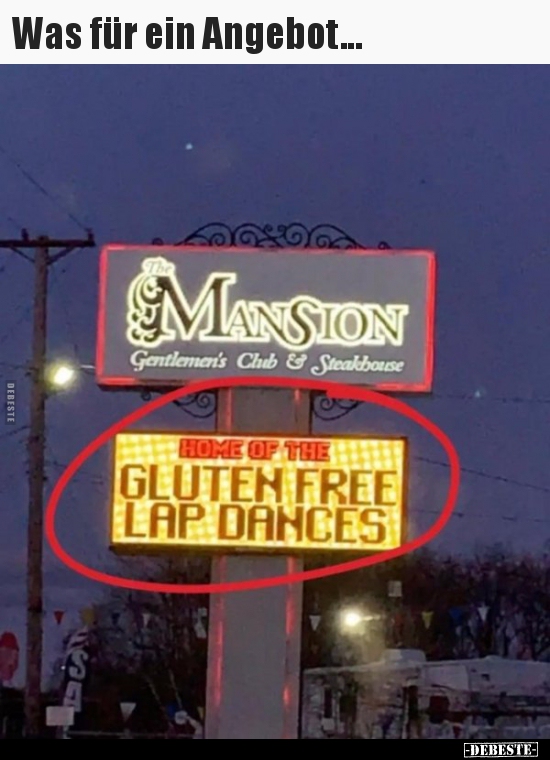 Was für ein Angebot...
The
MANSION
Gentlemen's Club & Steakhouse
DEBESTE
HOME OF THE
GLUTEN FREE
LAP DANCES
-DEBESTE-